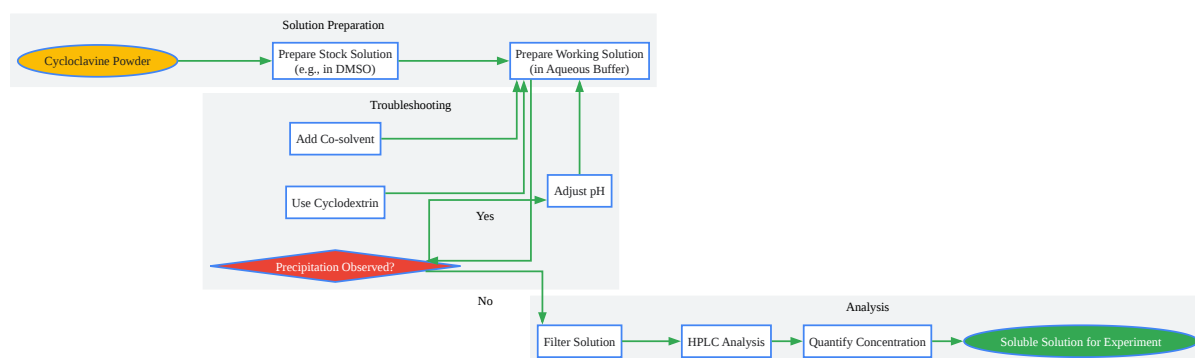 Solution Preparation
Cycloclavine Powder
Prepare Stock Solution
(e.g., in DMSO)
Prepare Working Solution
(in Aqueous Buffer)
Troubleshooting
Add Co-solvent
Use Cyclodextrin
Adjust pH
Yes
Precipitation Observed?
No
Analysis
Filter Solution
HPLC Analysis
Quantify Concentration
Soluble Solution for Experiment